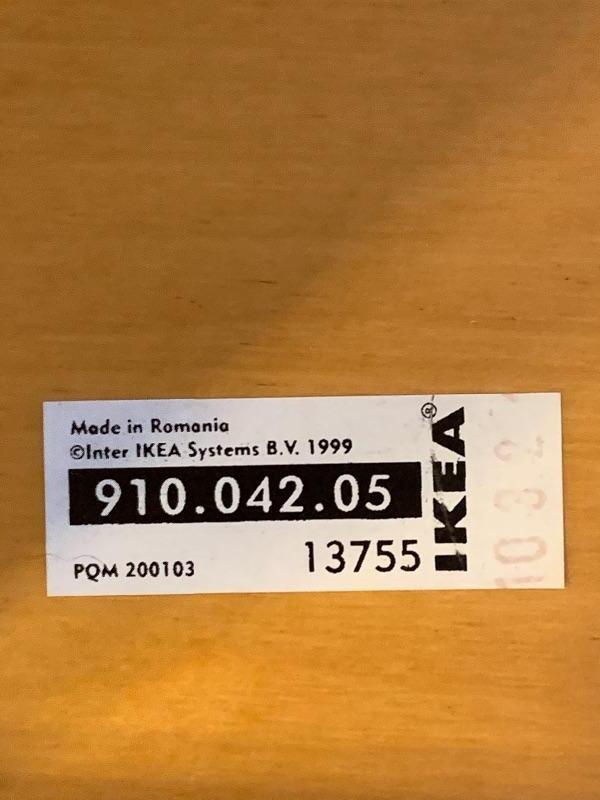 Made in Romania
©Inter IKEA Systems B.V. 1999
910.042.05
13755
PQM 200103
IKEA®